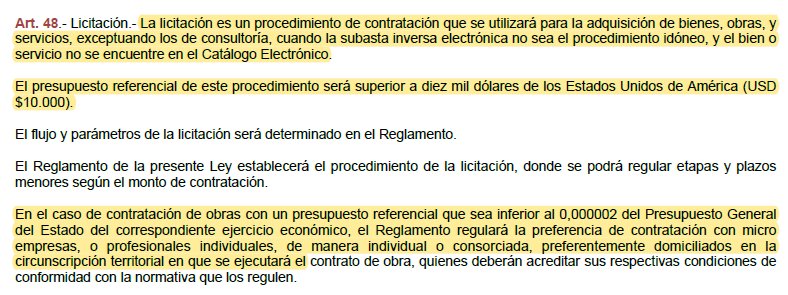 Art. 48.- Licitación.- La licitación es un procedimiento de contratación que se utilizará para la adquisición de bienes, obras, y
servicios, exceptuando los de consultoría, cuando la subasta inversa electrónica no sea el procedimiento idóneo, y el bien o
servicio no se encuentre en el Catálogo Electrónico.
El presupuesto referencial de este procedimiento será superior a diez mil dólares de los Estados Unidos de América (USD
$10.000).
El flujo y parámetros de la licitación será determinado en el Reglamento.
El Reglamento de la presente Ley establecerá el procedimiento de la licitación, donde se podrá regular etapas y plazos
menores según el monto de contratación.
En el caso de contratación de obras con un presupuesto referencial que sea inferior al 0,000002 del Presupuesto General
del Estado del correspondiente ejercicio económico, el Reglamento regulará la preferencia de contratación con micro
empresas, o profesionales individuales, de manera individual o consorciada, preferentemente domiciliados en la
circunscripción territorial en que se ejecutará el contrato de obra, quienes deberán acreditar sus respectivas condiciones de
conformidad con la normativa que los regulen.